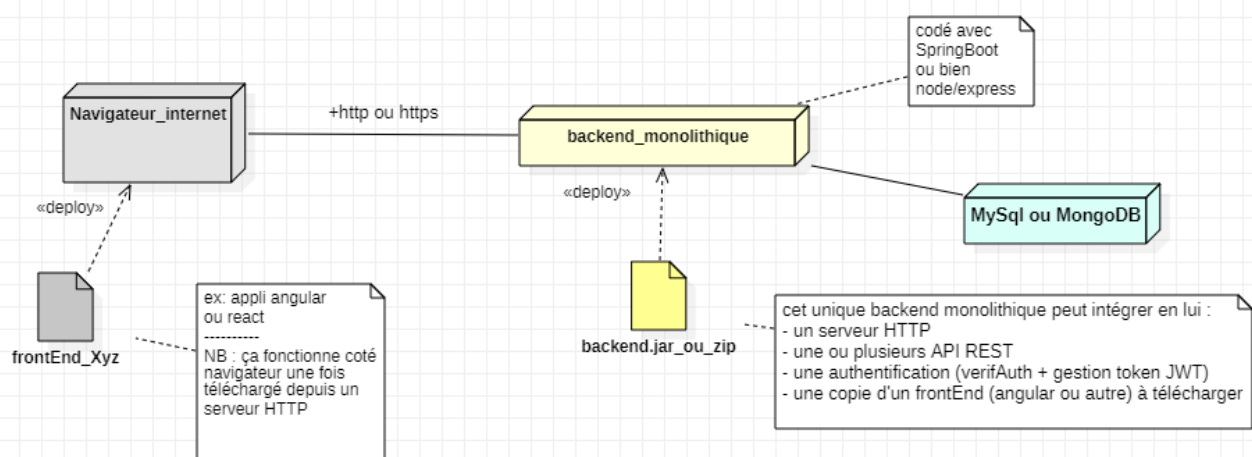 codé avec
SpringBoot
ou bien
node/express
Navigateur_internet
+http ou https
backend_monolithique
«deploy»
«deploy»
MySql ou MongoDB
frontEnd_Xyz
ex: appli angular
ou react
----------
NB : ça fonctionne coté
navigateur une fois
téléchargé depuis un
serveur HTTP
backend.jar_ou_zip
cet unique backend monolithique peut intégrer en lui :
- un serveur HTTP
- une ou plusieurs API REST
- une authentification (verifAuth + gestion token JWT)
- une copie d'un frontEnd (angular ou autre) à télécharger